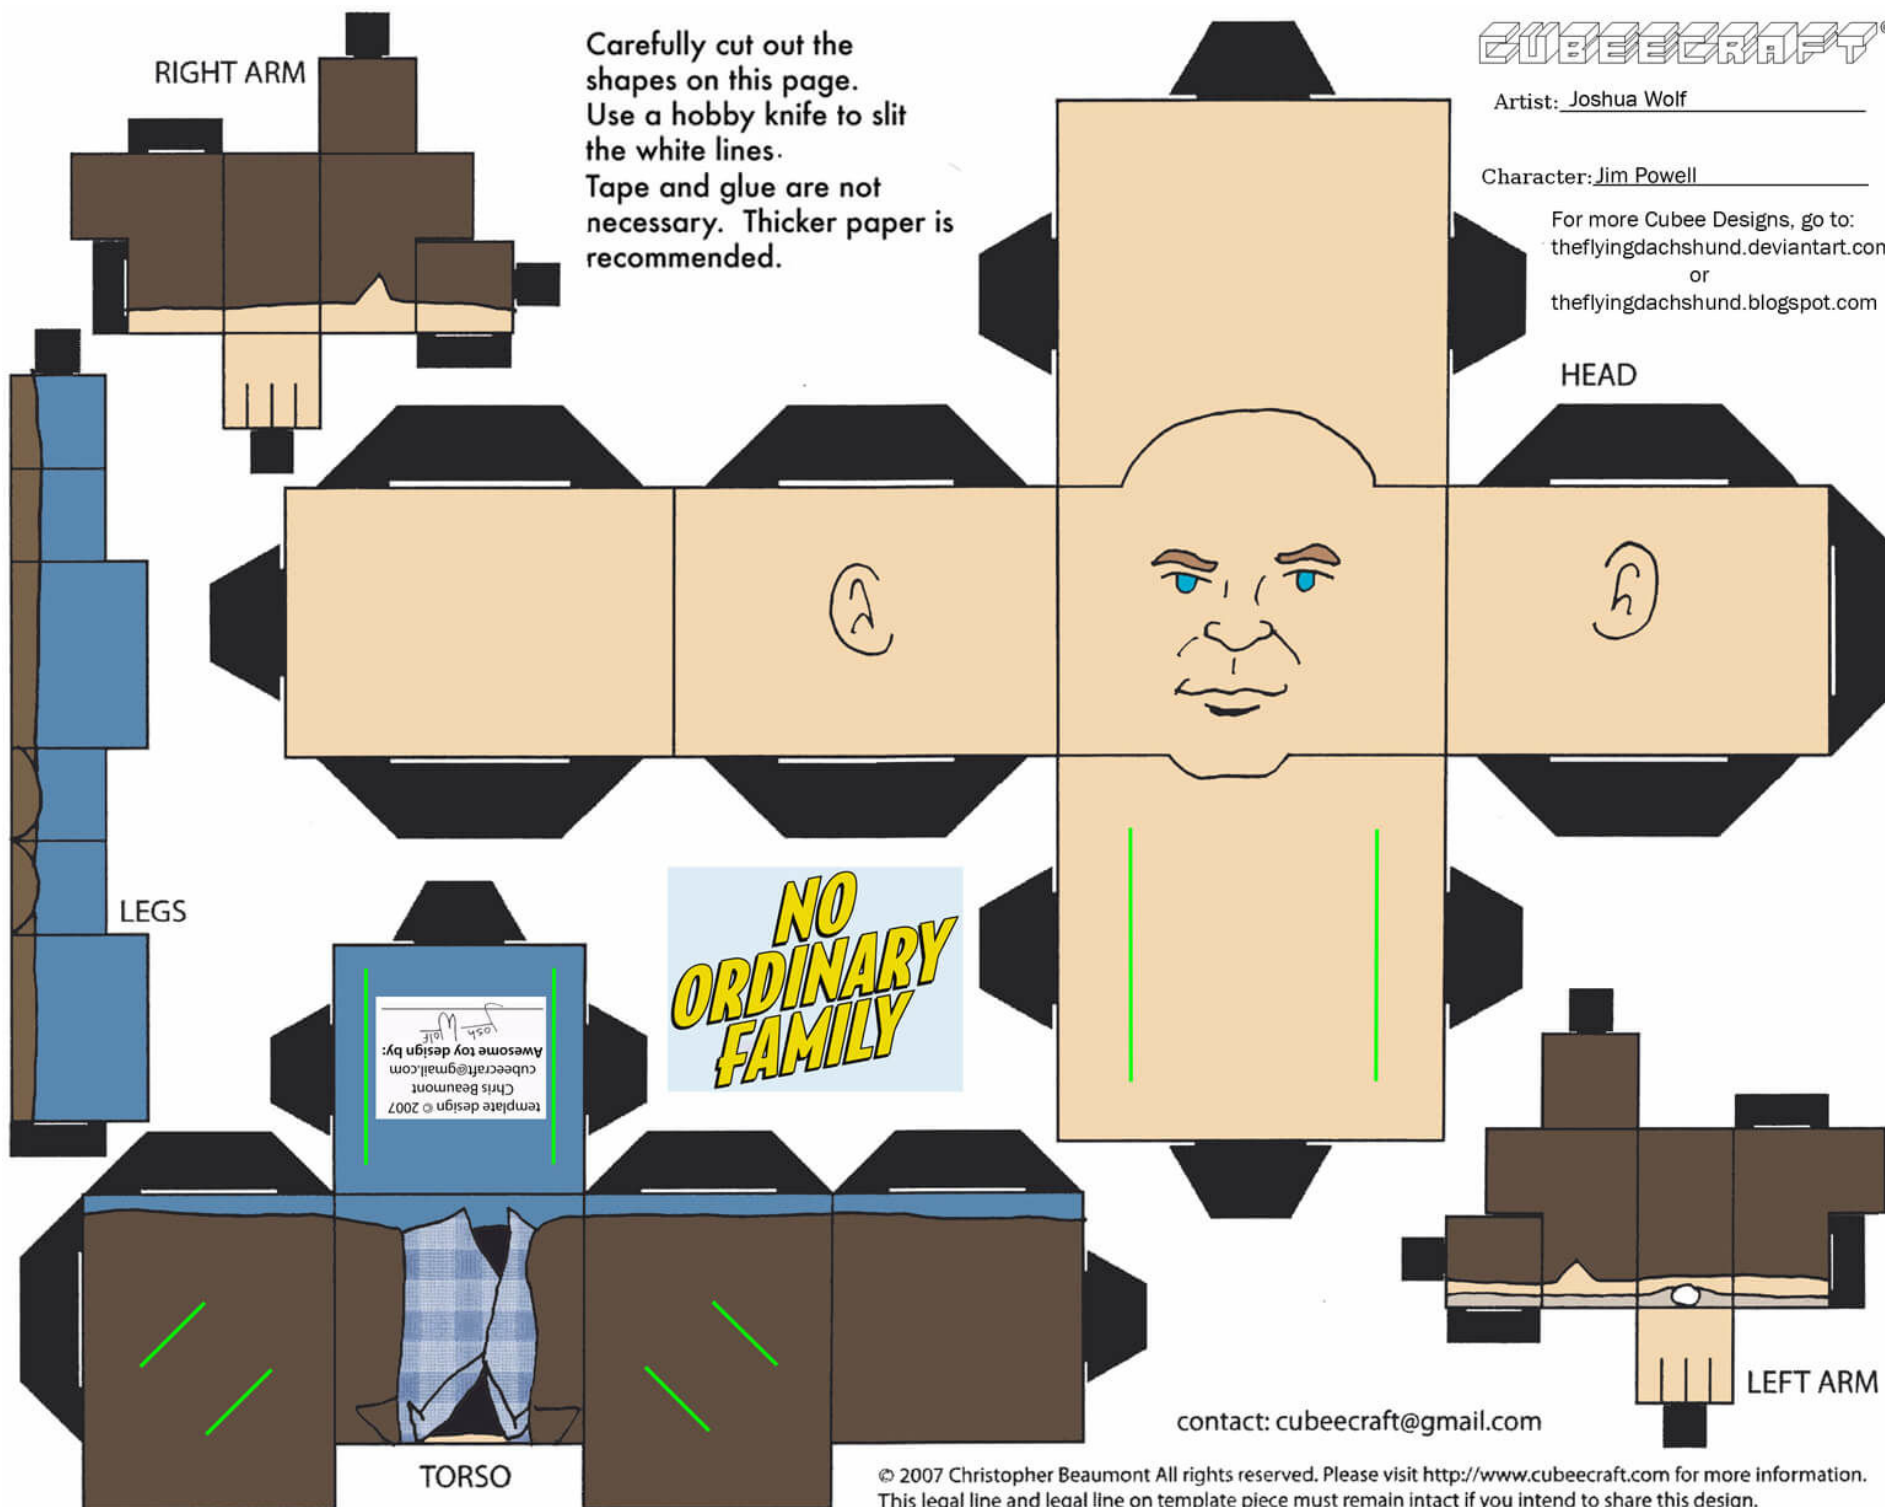 RIGHT ARM
Carefully cut out the
shapes on this page.
Use a hobby knife to slit
the white lines.
Tape and glue are not
necessary. Thicker paper is
recommended.
CUBEECRAFT
Artist: Joshua Wolf
Character: Jim Powell
For more Cubee Designs, go to:
theflyingdachshund.deviantart.com
or
theflyingdachshund.blogspot.com
HEAD
LEGS
NO
ORDINARY
FAMILY
template design © 2007
Chris Beaumont
cubeecraft@gmail.com
Awesome toy design by:
Josh Wolf
LEFT ARM
TORSO
contact: cubeecraft@gmail.com
© 2007 Christopher Beaumont All rights reserved. Please visit http://www.cubeecraft.com for more information.
This legal line and legal line on template piece must remain intact if you intend to share this design.